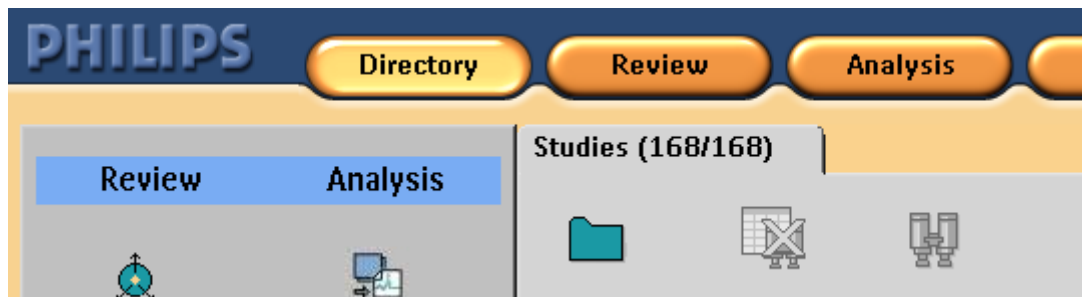 PHILIPS
Directory Review Analysis
Studies (168/168)
Review Analysis